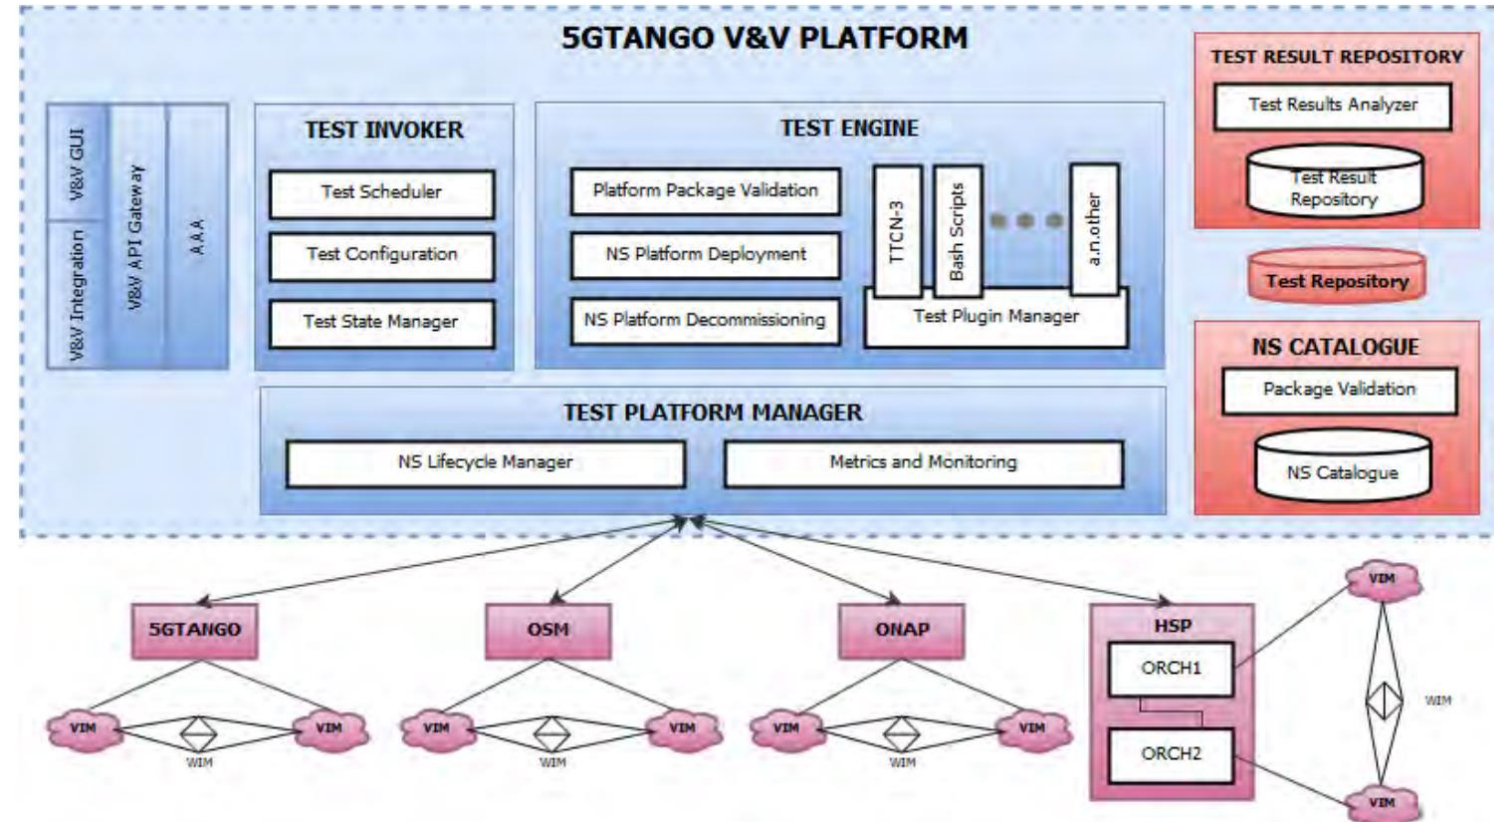 5GTANGO V&V PLATFORM
V&V GUI
V&V Integration
V&V API Gateway
AAA
TEST INVOKER
Test Scheduler
Test Configuration
Test State Manager
TEST ENGINE
Platform Package Validation
NS Platform Deployment
NS Platform Decommissioning
TTCN-3
Bash Scripts
a.n.other
Test Plugin Manager
TEST RESULT REPOSITORY
Test Results Analyzer
Test Result
Repository
Test Repository
NS CATALOGUE
Package Validation
NS Catalogue
TEST PLATFORM MANAGER
NS Lifecycle Manager
Metrics and Monitoring
5GTANGO
VIM
VIM
WIM
OSM
VIM
VIM
WIM
ONAP
VIM
VIM
WIM
HSP
ORCH1
ORCH2
VIM
WIM
VIM